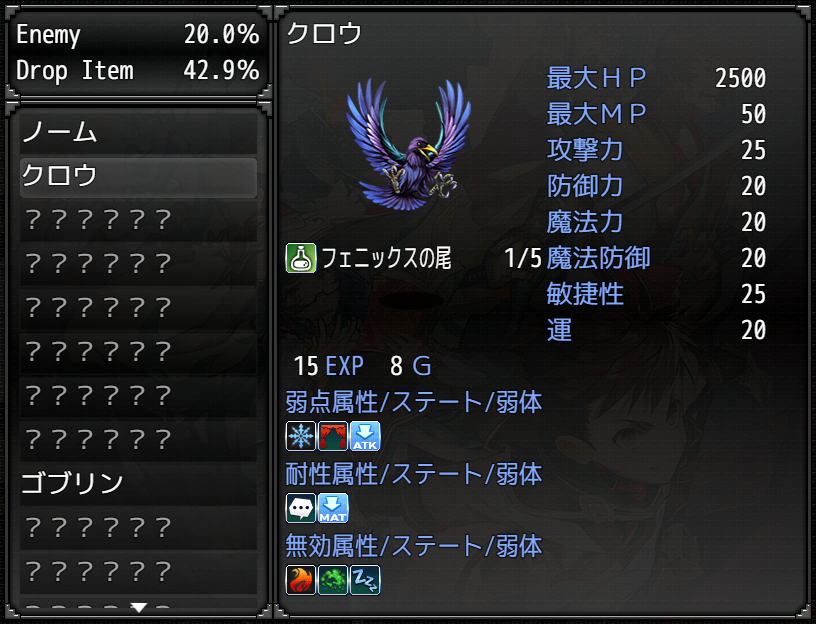 Enemy 20.0%
Drop Item 42.9%
ノーム
クロウ
??????
??????
??????
??????
??????
??????
ゴブリン
??????
??????
クロウ
最大HP 2500
最大MP 50
攻撃力 25
防御力 20
魔法力 20
フェニックスの尾 1/5
魔法防御 20
敏捷性 25
運 20
15 EXP 8 G
弱点属性/ステート/弱体
ATK
耐性属性/ステート/弱体
MAT
無効属性/ステート/弱体
ZZZ